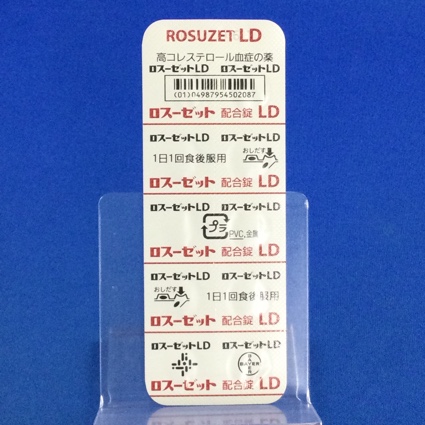 ROSUZET LD
高コレステロール血症の薬
ロスーゼットLD ロスーゼットLD
(01)04987954502087
ロスーゼット 配合錠 LD
ロスーゼットLD ロスーゼットLD
1日1回食後服用 おしだす
ロスーゼット 配合錠 LD
ロスーゼットLD ロスーゼットLD
プラ PVC,金属
ロスーゼット 配合錠 LD
ロスーゼットLD ロスーゼットLD
おしだす 1日1回食後服用
ロスーゼット 配合錠 LD
ロスーゼットLD ロスーゼットLD
BAYER
ロスーゼット 配合錠 LD